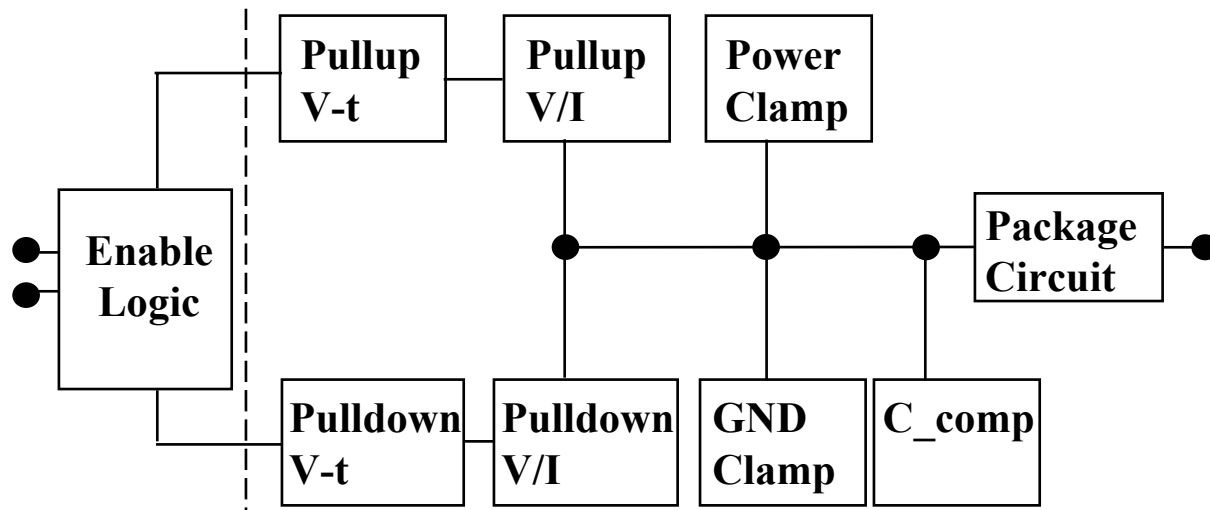 Pullup
V-t
Pullup
V/I
Power
Clamp
Enable
Logic
Package
Circuit
Pulldown
V-t
Pulldown
V/I
GND
Clamp
C_comp